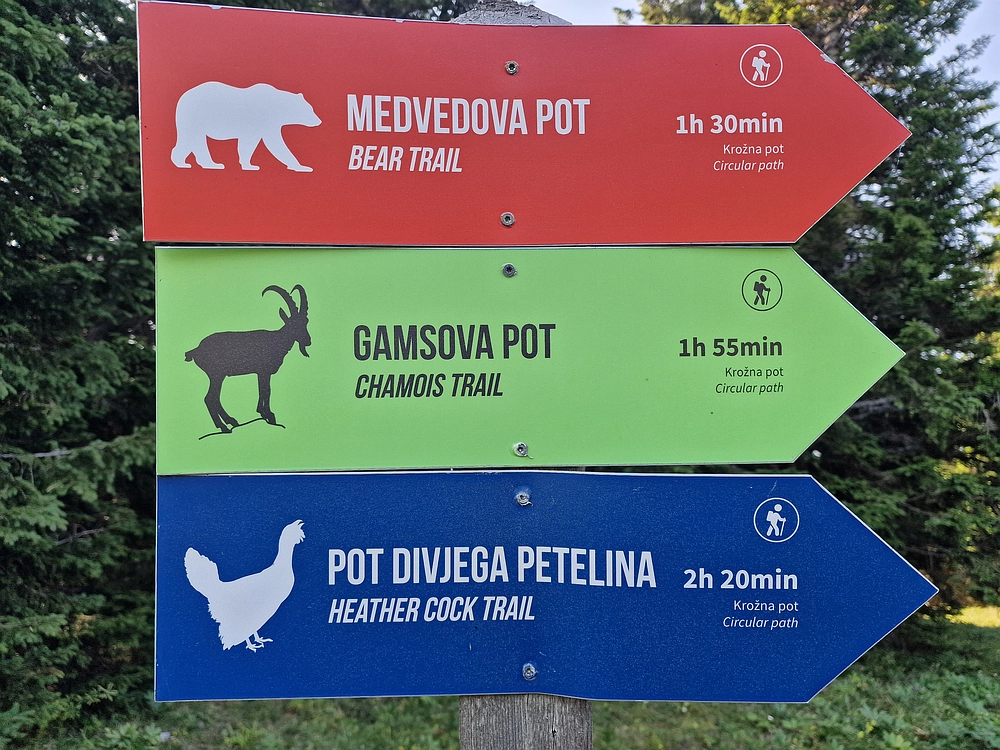 MEDVEDOVA POT
BEAR TRAIL
1h 30min
Krožna pot
Circular path
GAMSOVA POT
CHAMOIS TRAIL
1h 55min
Krožna pot
Circular path
POT DIVJEGA PETELINA
HEATHER COCK TRAIL
2h 20min
Krožna pot
Circular path